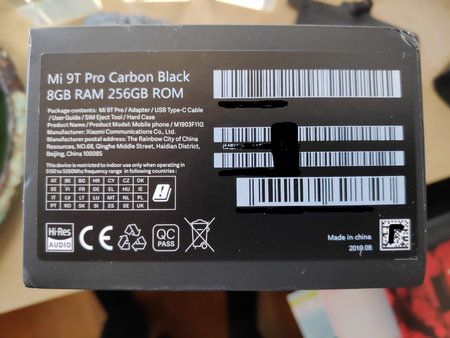 Mi 9T Pro Carbon Black
8GB RAM 256GB ROM
Package contents: Mi 9T Pro / Adapter / USB Type-C Cable
/ User Guide / SIM Eject Tool / Hard Case
Product Name / Product Model: Mobile phone / M1903F11G
Manufacturer: Xiaomi Communications Co., Ltd.
Manufacturer postal address: The Rainbow City of China
Resources, NO.68, Qinghe Middle Street, Haidian District,
Beijing, China 100085
This device is restricted to indoor use only when operating in
5150 to 5350Mhz frequency range in following countries:
AT BE BG HR CY CZ DK
EE FI FR DE EL HU IE
IT LV LT LU MT NL
PT RO SK SI ES SE UK
Hi-Res
AUDIO
CE
QC
PASS
Made in china
2019.08